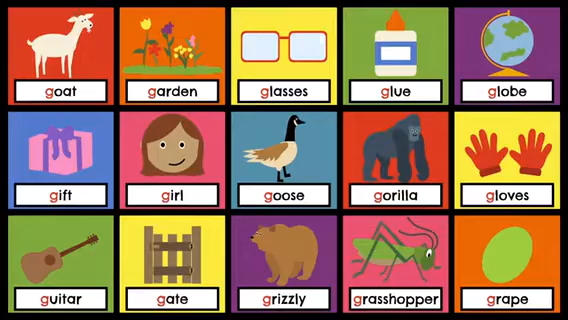 goat
garden
glasses
glue
globe
gift
girl
goose
gorilla
gloves
guitar
gate
grizzly
grasshopper
grape